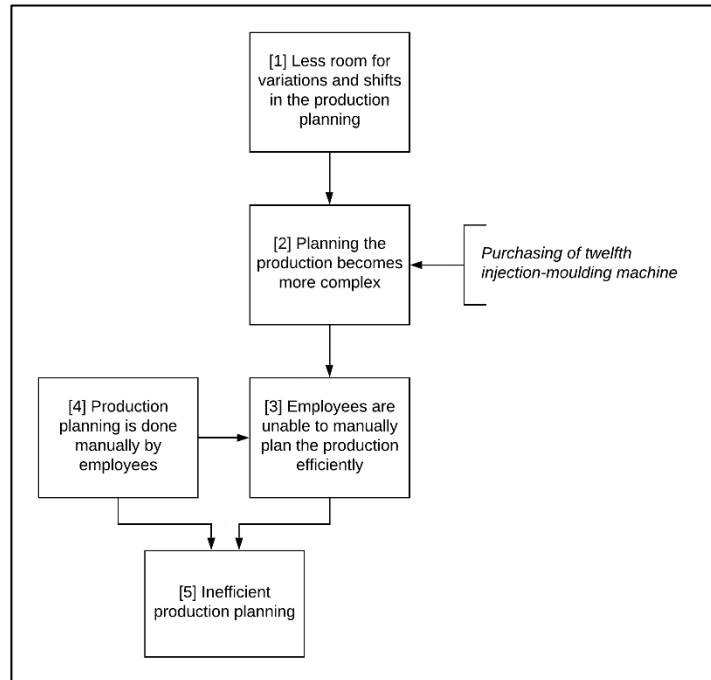 [1] Less room for
variations and shifts
in the production
planning
[2] Planning the
production becomes
more complex
Purchasing of twelfth
injection-moulding machine
[4] Production
planning is done
manually by
employees
[3] Employees are
unable to manually
plan the production
efficiently
[5] Inefficient
production planning